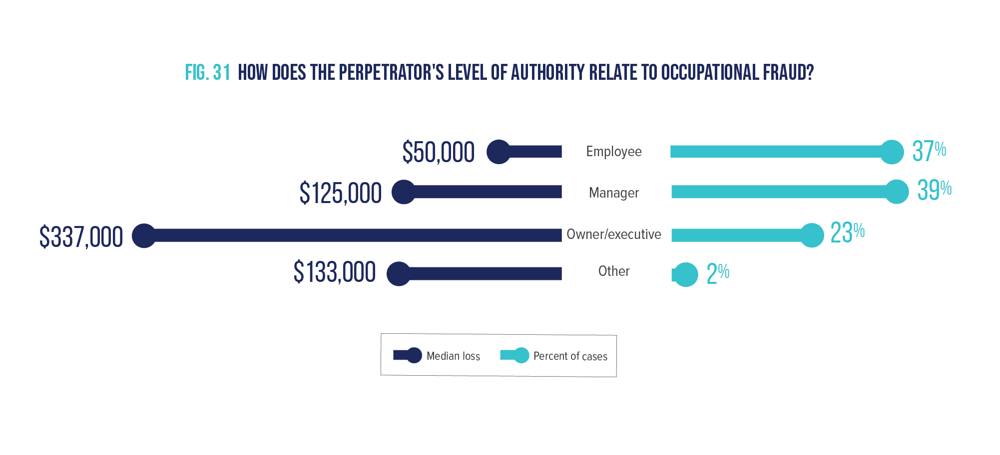 FIG. 31 HOW DOES THE PERPETRATOR'S LEVEL OF AUTHORITY RELATE TO OCCUPATIONAL FRAUD?
$50,000 Employee 37%
$125,000 Manager 39%
$337,000 Owner/executive 23%
$133,000 Other 2%
Median loss Percent of cases